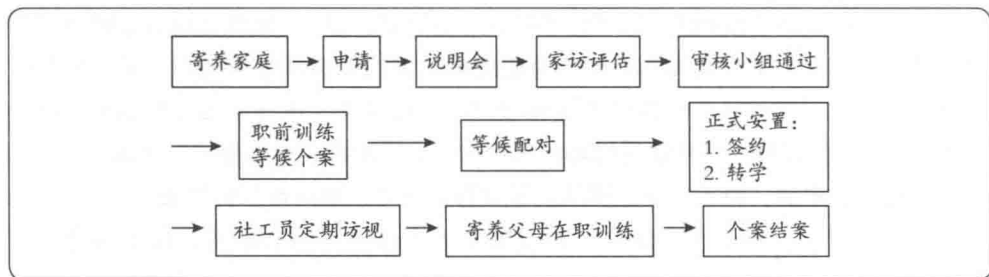 寄养家庭 申请 说明会 家访评估 审核小组通过
职前训练
等候个案
等候配对
正式安置：
1. 签约
2. 转学
社工员定期访视 寄养父母在职训练 个案结案